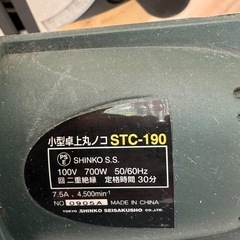 小型卓上丸ノコ STC-190
PS E SHINKO S.S.
100V 700W 50/60Hz
回 二重絶縁 定格時間 30分
7.5A 4,500min⁻¹
NO 0905A MADE IN CHINA
TOKYO SHINKO SEISAKUSHO CO.,LTD.